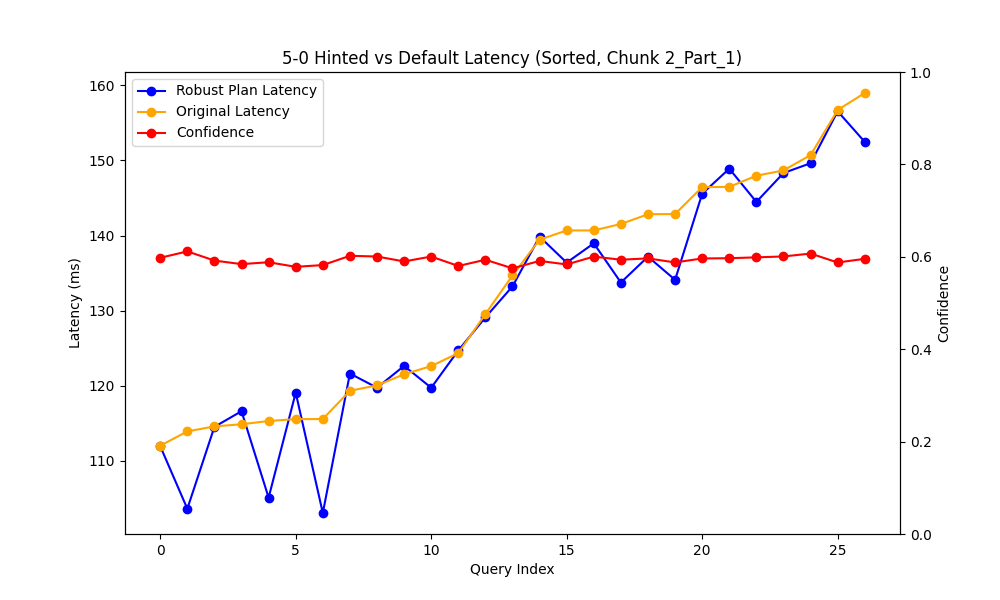 5-0 Hinted vs Default Latency (Sorted, Chunk 2_Part_1)
Robust Plan Latency
Original Latency
Confidence
Latency (ms)
160
150
140
130
120
110
1.0
0.8
0.6
0.4
0.2
0.0
Confidence
0 5 10 15 20 25
Query Index